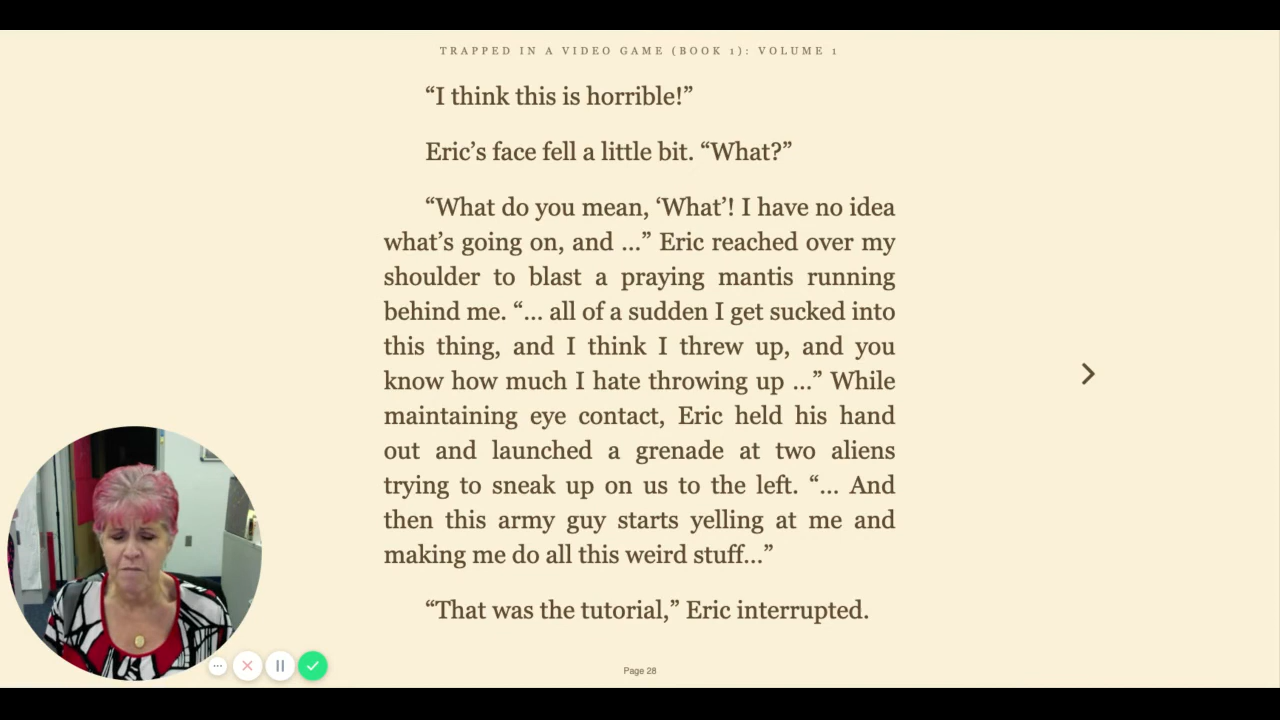 TRAPPED IN A VIDEO GAME (BOOK 1): VOLUME 1
“I think this is horrible!”
Eric’s face fell a little bit. “What?”
“What do you mean, ‘What’! I have no idea
what’s going on, and ...” Eric reached over my
shoulder to blast a praying mantis running
behind me. “... all of a sudden I get sucked into
this thing, and I think I threw up, and you
know how much I hate throwing up ...” While
maintaining eye contact, Eric held his hand
out and launched a grenade at two aliens
trying to sneak up on us to the left. “... And
then this army guy starts yelling at me and
making me do all this weird stuff...”
“That was the tutorial,” Eric interrupted.
Page 28